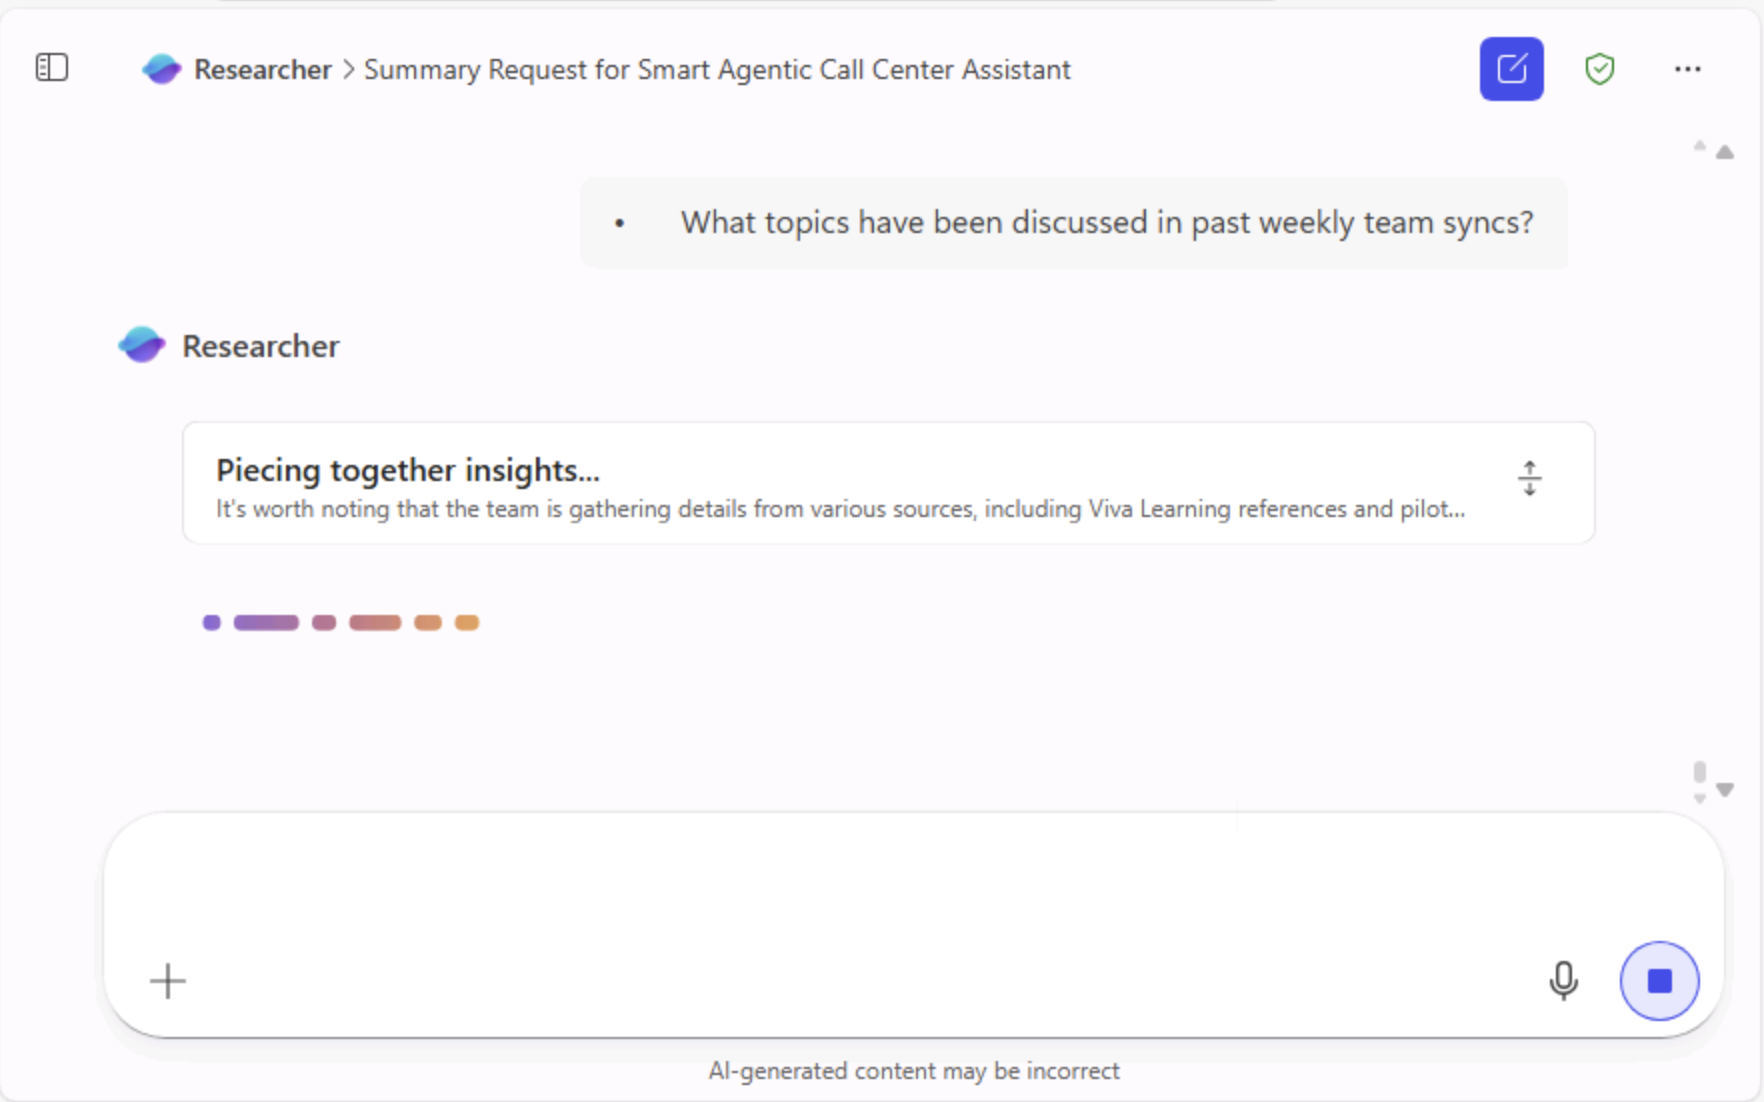 Researcher > Summary Request for Smart Agentic Call Center Assistant
• What topics have been discussed in past weekly team syncs?
Researcher
Piecing together insights...
It's worth noting that the team is gathering details from various sources, including Viva Learning references and pilot...
AI-generated content may be incorrect